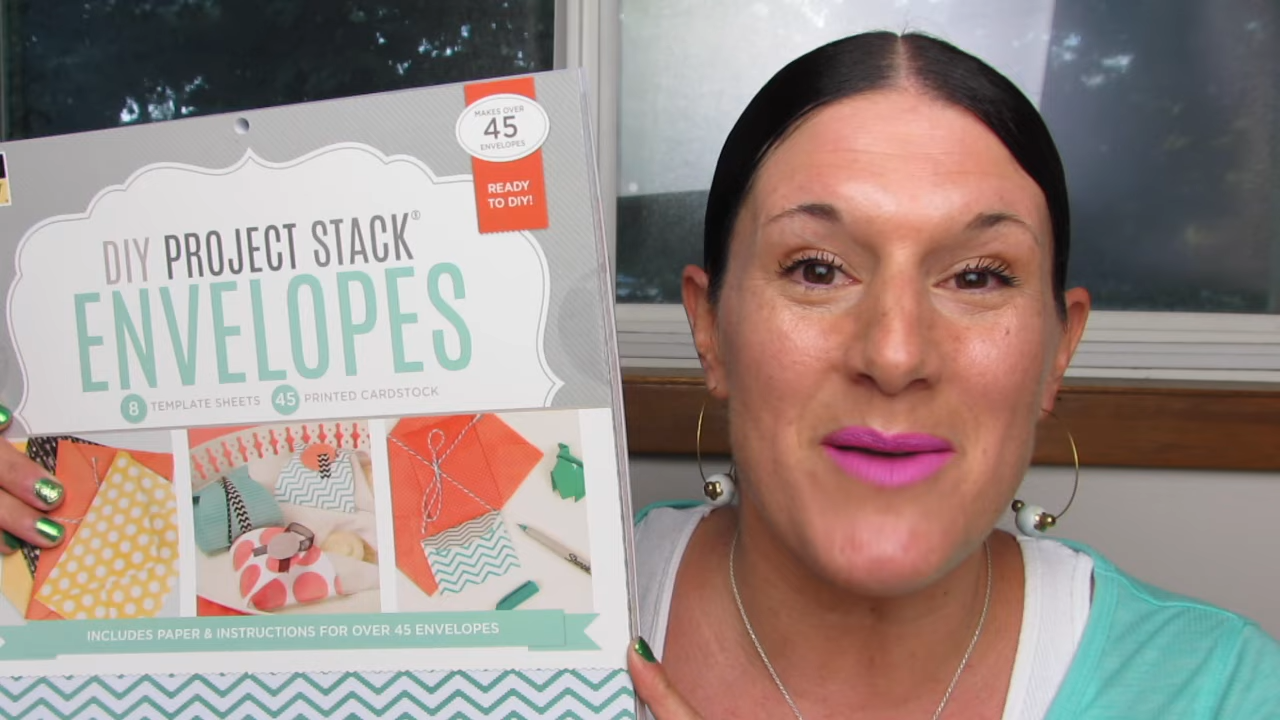 MAKES OVER
45
ENVELOPES
READY
TO DIY!
DIY PROJECT STACK®
ENVELOPES
8 TEMPLATE SHEETS 45 PRINTED CARDSTOCK
Sharpie
INCLUDES PAPER & INSTRUCTIONS FOR OVER 45 ENVELOPES